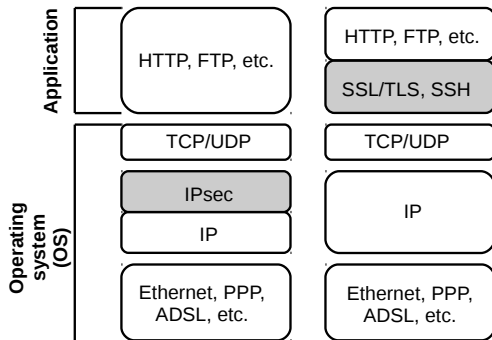 Application
HTTP, FTP, etc.
HTTP, FTP, etc.
SSL/TLS, SSH
Operating
system
(OS)
TCP/UDP
TCP/UDP
IPsec
IP
IP
Ethernet, PPP,
ADSL, etc.
Ethernet, PPP,
ADSL, etc.